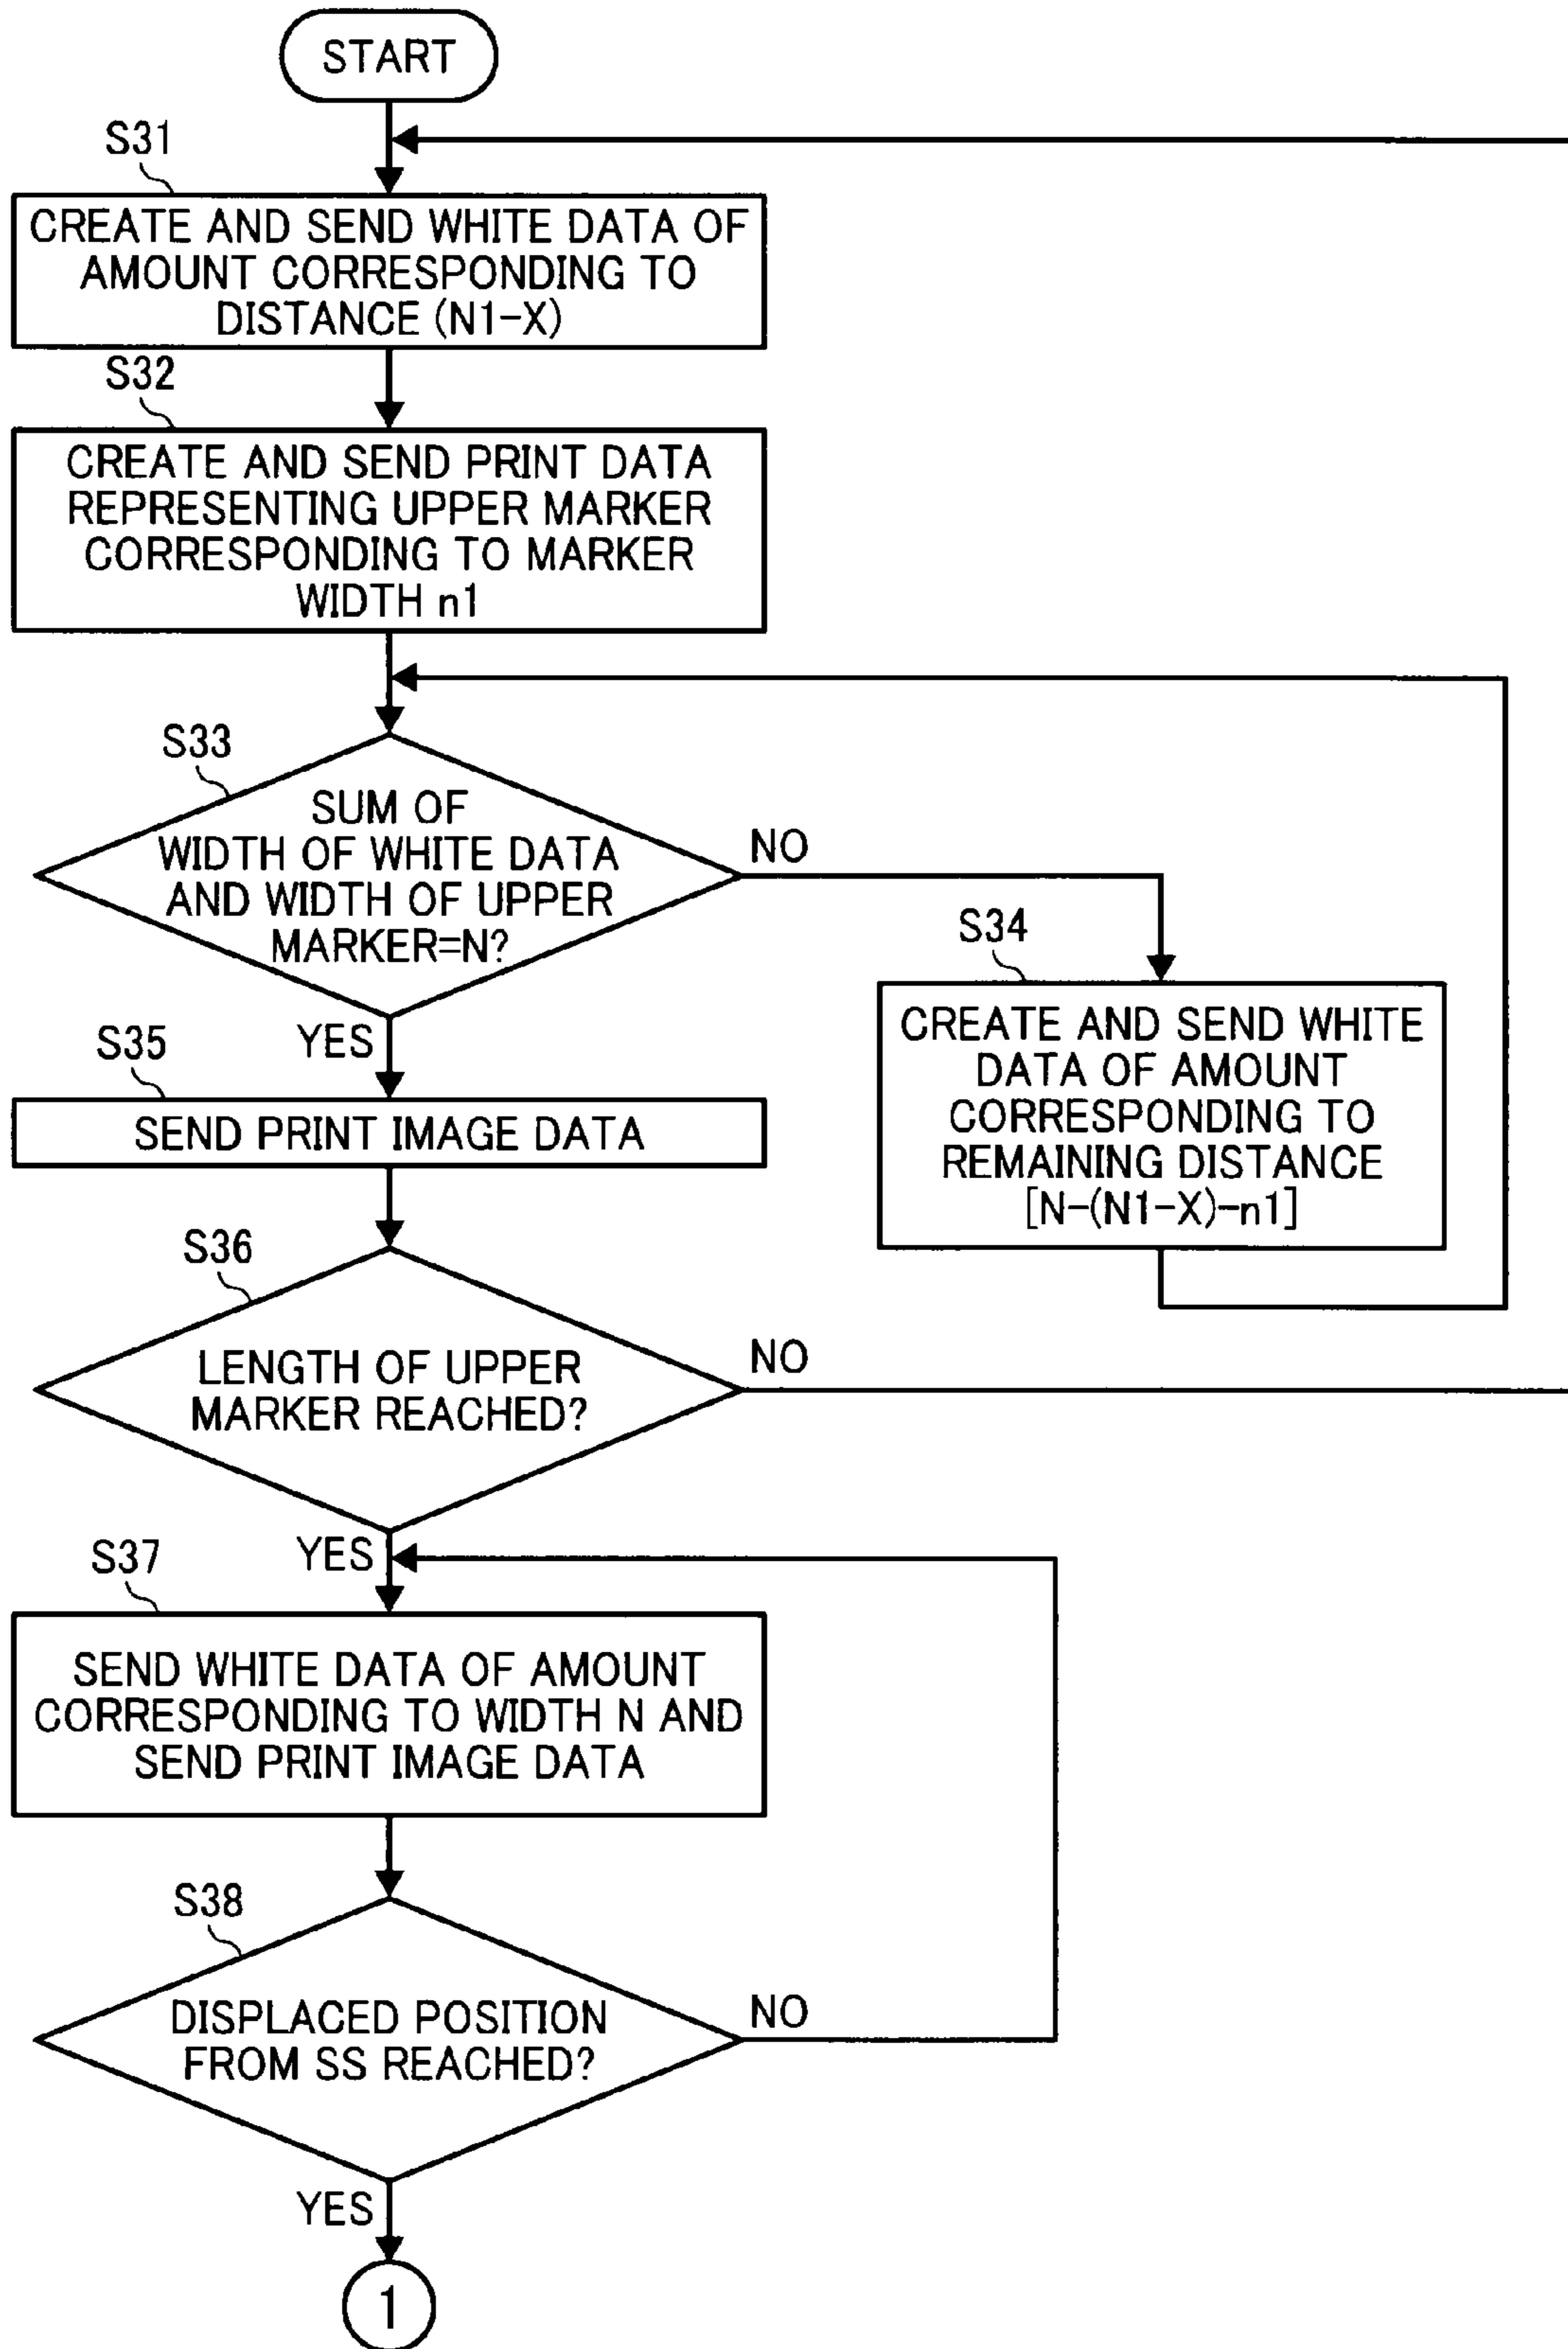 START
S31
CREATE AND SEND WHITE DATA OF
AMOUNT CORRESPONDING TO
DISTANCE (N1-X)
S32
CREATE AND SEND PRINT DATA
REPRESENTING UPPER MARKER
CORRESPONDING TO MARKER
WIDTH n1
S33
SUM OF
WIDTH OF WHITE DATA
AND WIDTH OF UPPER
MARKER=N?
NO
S34
CREATE AND SEND WHITE
DATA OF AMOUNT
CORRESPONDING TO
REMAINING DISTANCE
[N-(N1-X)-n1]
YES
S35
SEND PRINT IMAGE DATA
S36
LENGTH OF UPPER
MARKER REACHED?
NO
YES
S37
SEND WHITE DATA OF AMOUNT
CORRESPONDING TO WIDTH N AND
SEND PRINT IMAGE DATA
S38
DISPLACED POSITION
FROM SS REACHED?
NO
YES
1